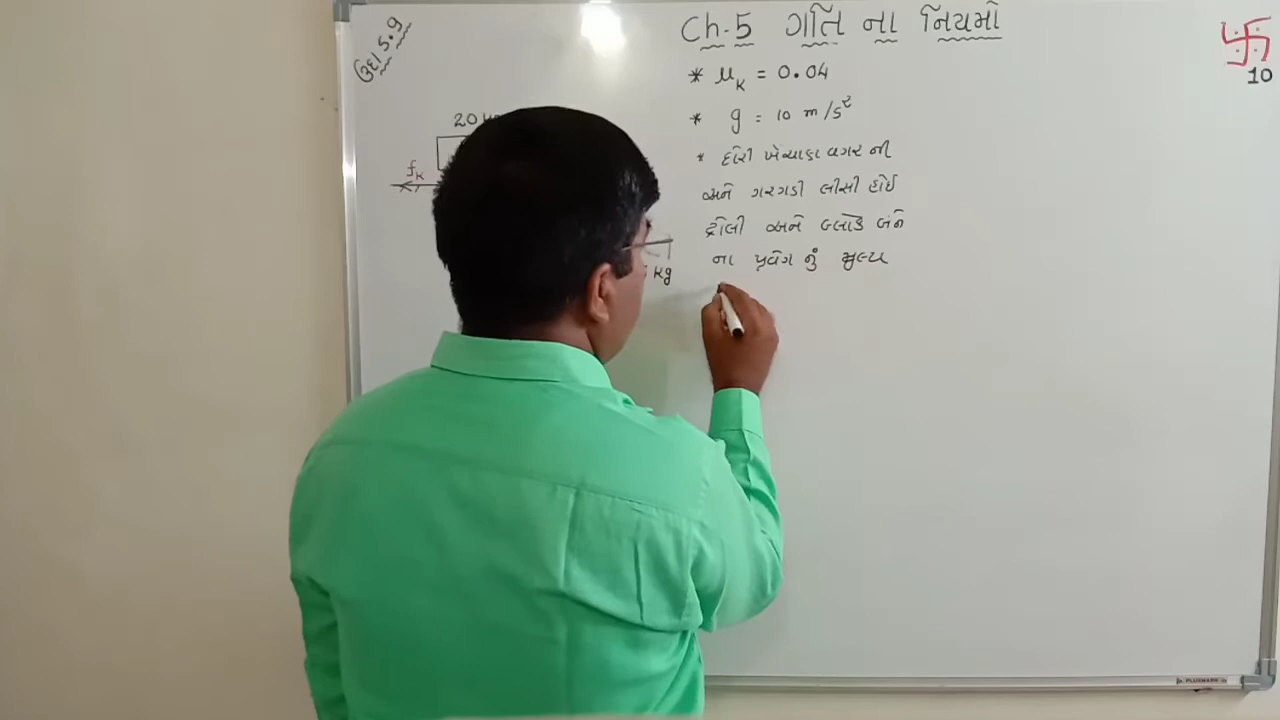 ઉદા 5.9
Ch-5 ગતિ ના નિયમો
10
* μₖ = 0.04
* g = 10 m/s²
* દોરી ખેંચાયા વગર ની
અને ગરગડી લીસી હોઈ
ટ્રોલી અને બ્લોક બંને
ના પ્રવેગ નું મુલ્ય
20
fₖ
kg